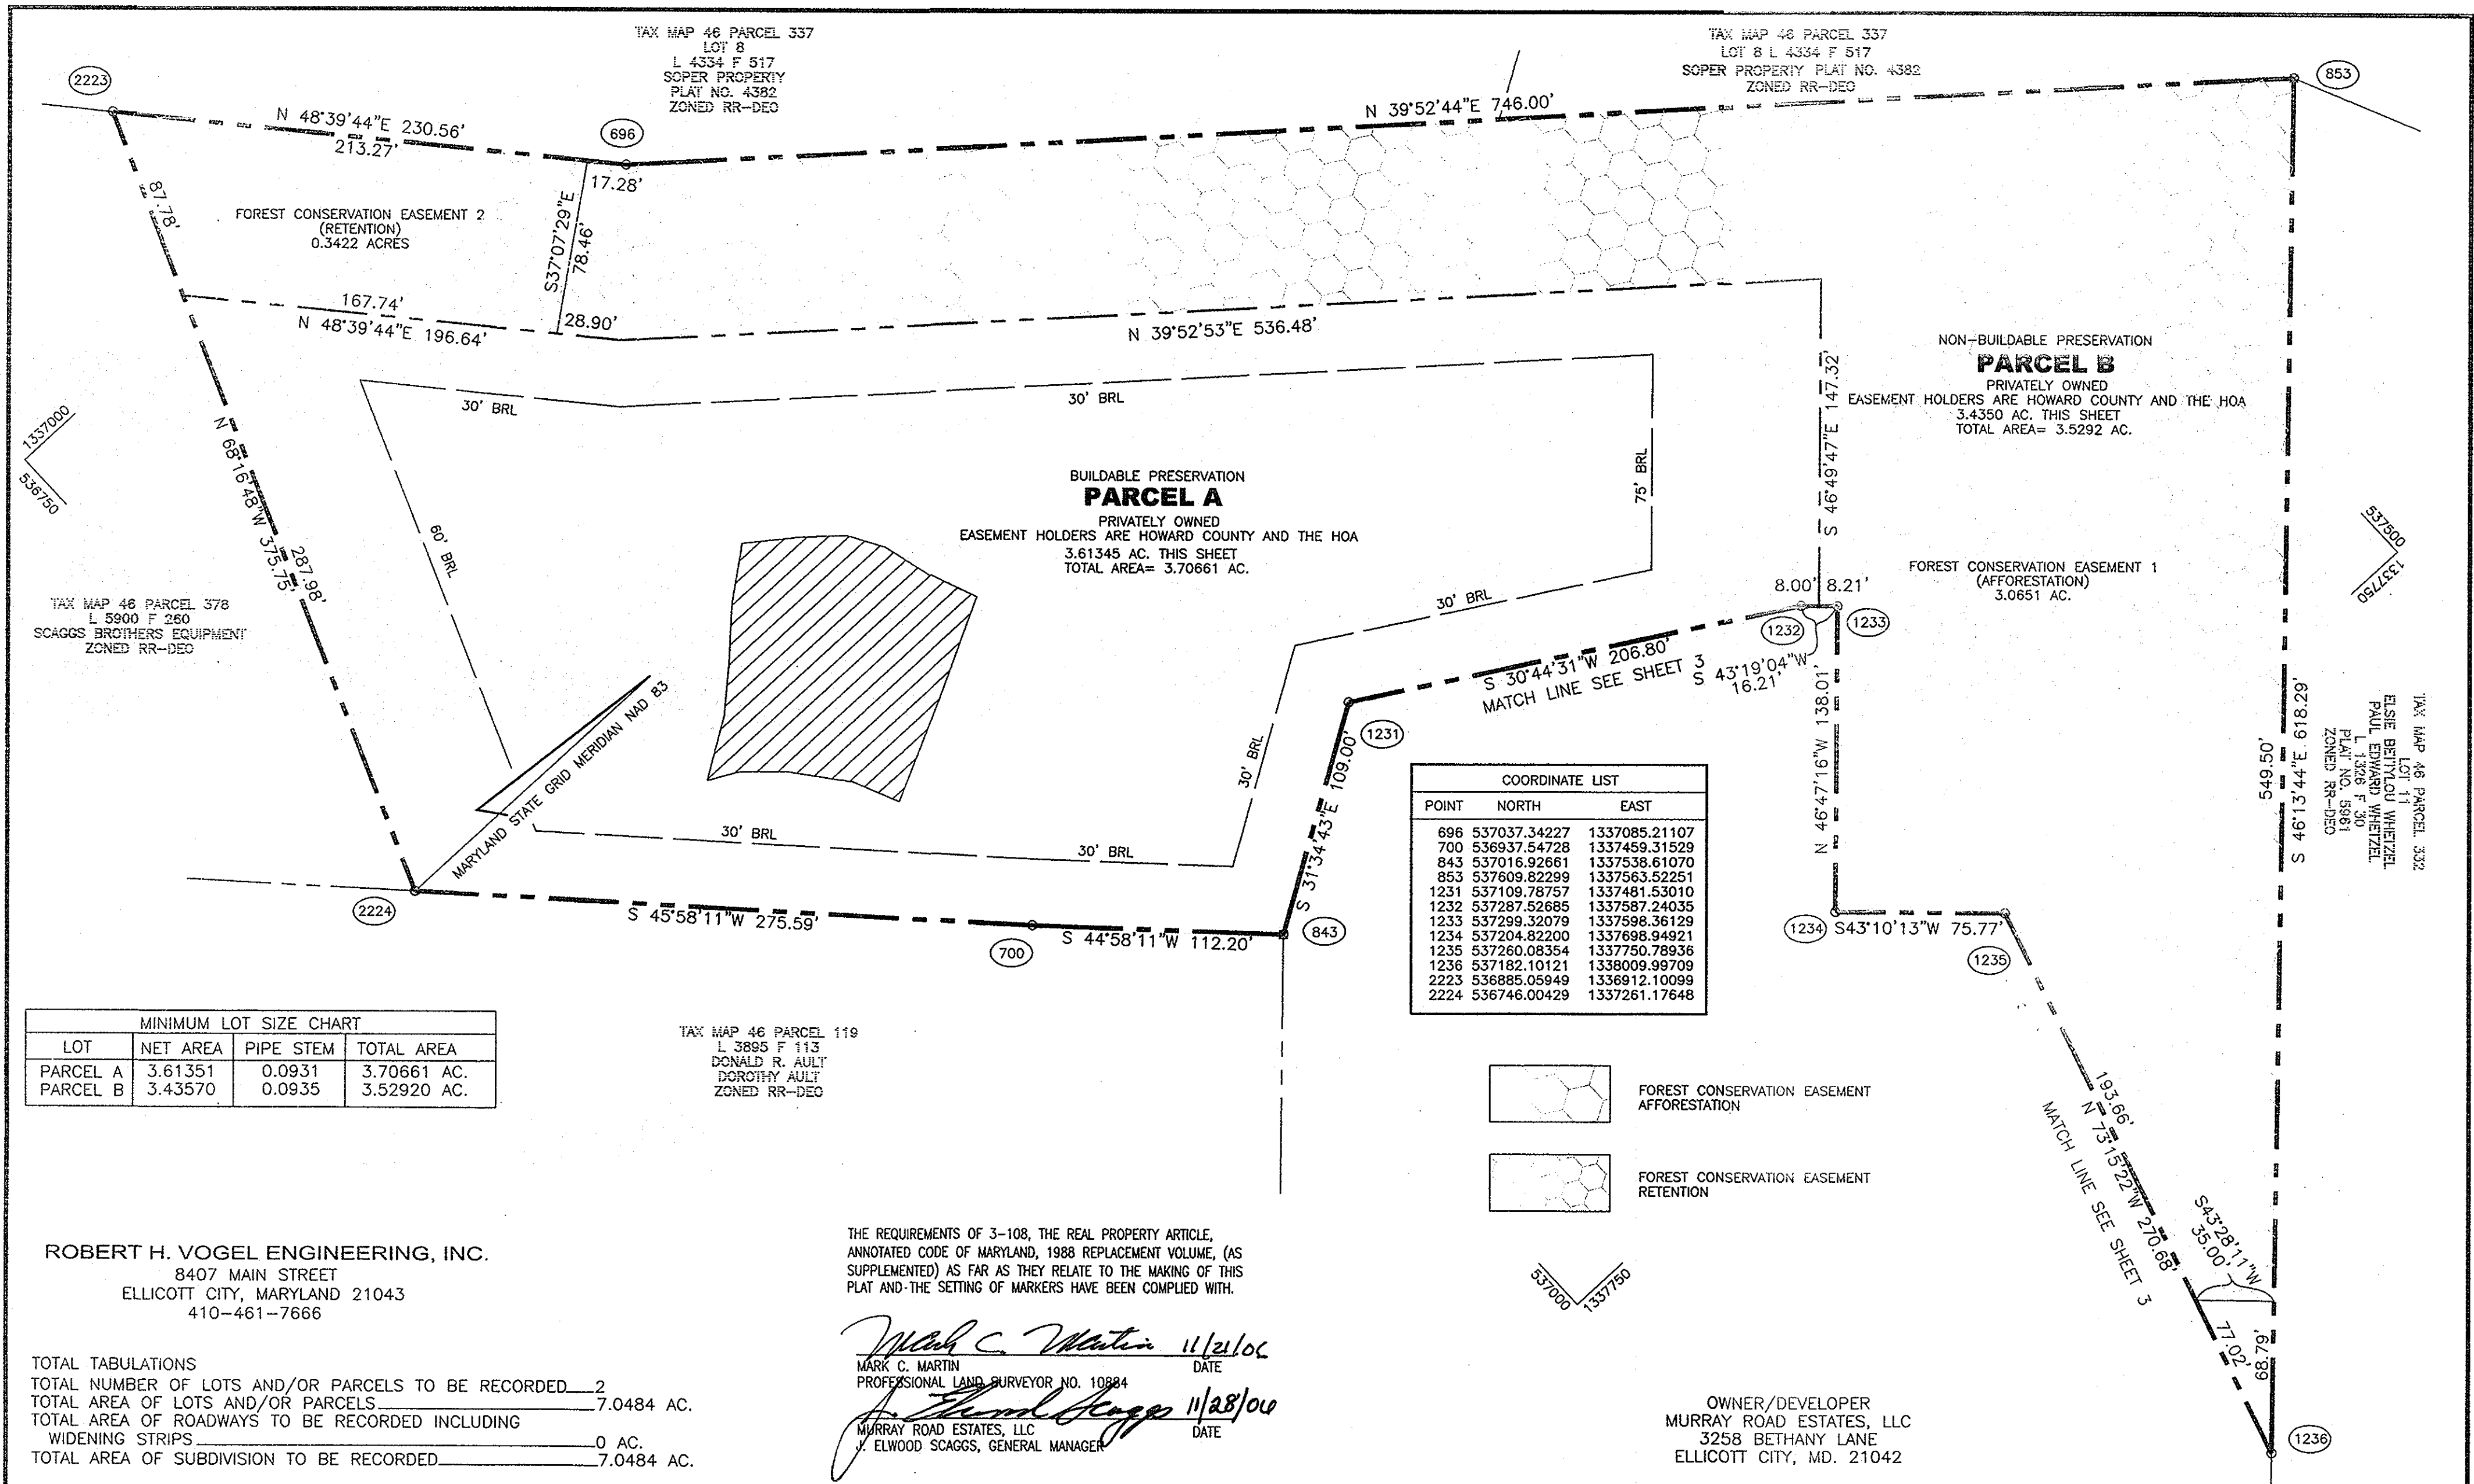 TAX MAP 46 PARCEL 337
LOT 8
L 4334 F 517
SOPER PROPERTY
PLAT NO. 4382
ZONED RR-DEO
TAX MAP 46 PARCEL 337
LOT 8 L 4334 F 517
SOPER PROPERTY PLAT NO. 4382
ZONED RR-DEO
2223
696
853
N 48°39'44"E 230.56'
213.27'
17.28'
N 39°52'44"E 746.00'
87.78'
FOREST CONSERVATION EASEMENT 2
(RETENTION)
0.3422 ACRES
S37°07'29"E
78.46'
167.74'
N 48°39'44"E 196.64'
28.90'
N 39°52'53"E 536.48'
30' BRL
30' BRL
1337000
536750
N 68°16'48"W 375.75'
287.98'
60' BRL
75' BRL
S 46°49'47"E 147.32'
NON-BUILDABLE PRESERVATION
PARCEL B
PRIVATELY OWNED
EASEMENT HOLDERS ARE HOWARD COUNTY AND THE HOA
3.4350 AC. THIS SHEET
TOTAL AREA= 3.5292 AC.
BUILDABLE PRESERVATION
PARCEL A
PRIVATELY OWNED
EASEMENT HOLDERS ARE HOWARD COUNTY AND THE HOA
3.61345 AC. THIS SHEET
TOTAL AREA= 3.70661 AC.
537500
1337750
FOREST CONSERVATION EASEMENT 1
(AFFORESTATION)
3.0651 AC.
TAX MAP 46 PARCEL 378
L 5900 F 260
SCAGGS BROTHERS EQUIPMENT
ZONED RR-DEO
30' BRL
8.00' 8.21'
1232
1233
S 30°44'31"W 206.80'
MATCH LINE SEE SHEET 3
S 43°19'04"W
16.21'
N 46°47'16"W 138.01'
MARYLAND STATE GRID MERIDIAN NAD 83
1231
30' BRL
S 31°34'43"E 109.00'
30' BRL
30' BRL
549.50'
S 46°13'44"E 618.29'
TAX MAP 46 PARCEL 332
LOT 11
ELSIE BETTYLOU WHETZEL
PAUL EDWARD WHETZEL
L 1326 F 30
PLAT NO. 5961
ZONED RR-DEO
COORDINATE LIST
POINT NORTH EAST
696 537037.34227 1337085.21107
700 536937.54728 1337459.31529
843 537016.92661 1337538.61070
853 537609.82299 1337563.52251
1231 537109.78757 1337481.53010
1232 537287.52685 1337587.24035
1233 537299.32079 1337598.36129
1234 537204.82200 1337698.94921
1235 537260.08354 1337750.78936
1236 537182.10121 1338009.99709
2223 536885.05949 1336912.10099
2224 536746.00429 1337261.17648
2224
S 45°58'11"W 275.59'
700
S 44°58'11"W 112.20'
843
1234
S43°10'13"W 75.77'
1235
MINIMUM LOT SIZE CHART
LOT NET AREA PIPE STEM TOTAL AREA
PARCEL A 3.61351 0.0931 3.70661 AC.
PARCEL B 3.43570 0.0935 3.52920 AC.
TAX MAP 46 PARCEL 119
L 3895 F 113
DONALD R. AULT
DOROTHY AULT
ZONED RR-DEO
FOREST CONSERVATION EASEMENT
AFFORESTATION
FOREST CONSERVATION EASEMENT
RETENTION
193.66'
N 73°15'22"W 270.68'
MATCH LINE SEE SHEET 3
S43°28'11"W
35.00'
77.02'
68.79'
1236
537000
1337750
ROBERT H. VOGEL ENGINEERING, INC.
8407 MAIN STREET
ELLICOTT CITY, MARYLAND 21043
410-461-7666
THE REQUIREMENTS OF 3-108, THE REAL PROPERTY ARTICLE,
ANNOTATED CODE OF MARYLAND, 1988 REPLACEMENT VOLUME, (AS
SUPPLEMENTED) AS FAR AS THEY RELATE TO THE MAKING OF THIS
PLAT AND THE SETTING OF MARKERS HAVE BEEN COMPLIED WITH.
Mark C. Martin 11/21/06
MARK C. MARTIN DATE
PROFESSIONAL LAND SURVEYOR NO. 10884
J. Elwood Scaggs 11/28/06
MURRAY ROAD ESTATES, LLC DATE
J. ELWOOD SCAGGS, GENERAL MANAGER
TOTAL TABULATIONS
TOTAL NUMBER OF LOTS AND/OR PARCELS TO BE RECORDED 2
TOTAL AREA OF LOTS AND/OR PARCELS 7.0484 AC.
TOTAL AREA OF ROADWAYS TO BE RECORDED INCLUDING
WIDENING STRIPS 0 AC.
TOTAL AREA OF SUBDIVISION TO BE RECORDED 7.0484 AC.
OWNER/DEVELOPER
MURRAY ROAD ESTATES, LLC
3258 BETHANY LANE
ELLICOTT CITY, MD. 21042